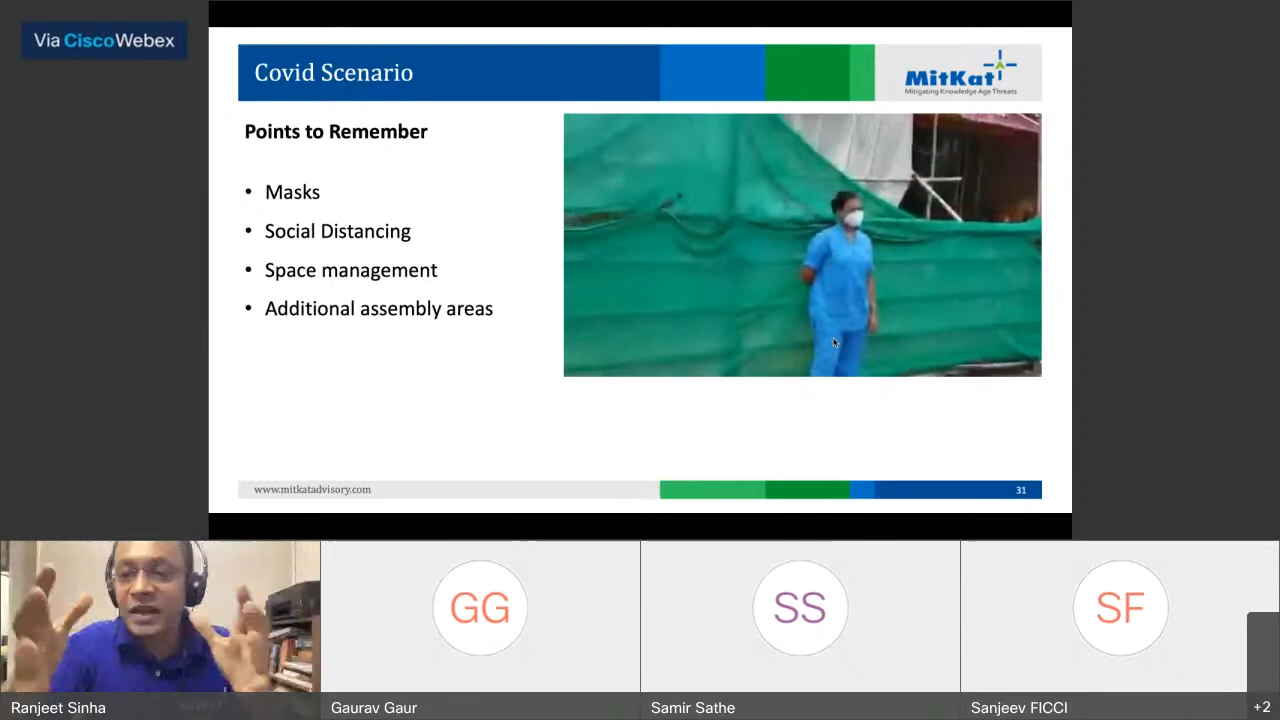 Via CiscoWebex
Covid Scenario
MitKat
Mitigating Knowledge Age Threats
Points to Remember
• Masks
• Social Distancing
• Space management
• Additional assembly areas
www.mitkatadvisory.com
31
GG
SS
SF
Ranjeet Sinha
Gaurav Gaur
Samir Sathe
Sanjeev FICCI
+2